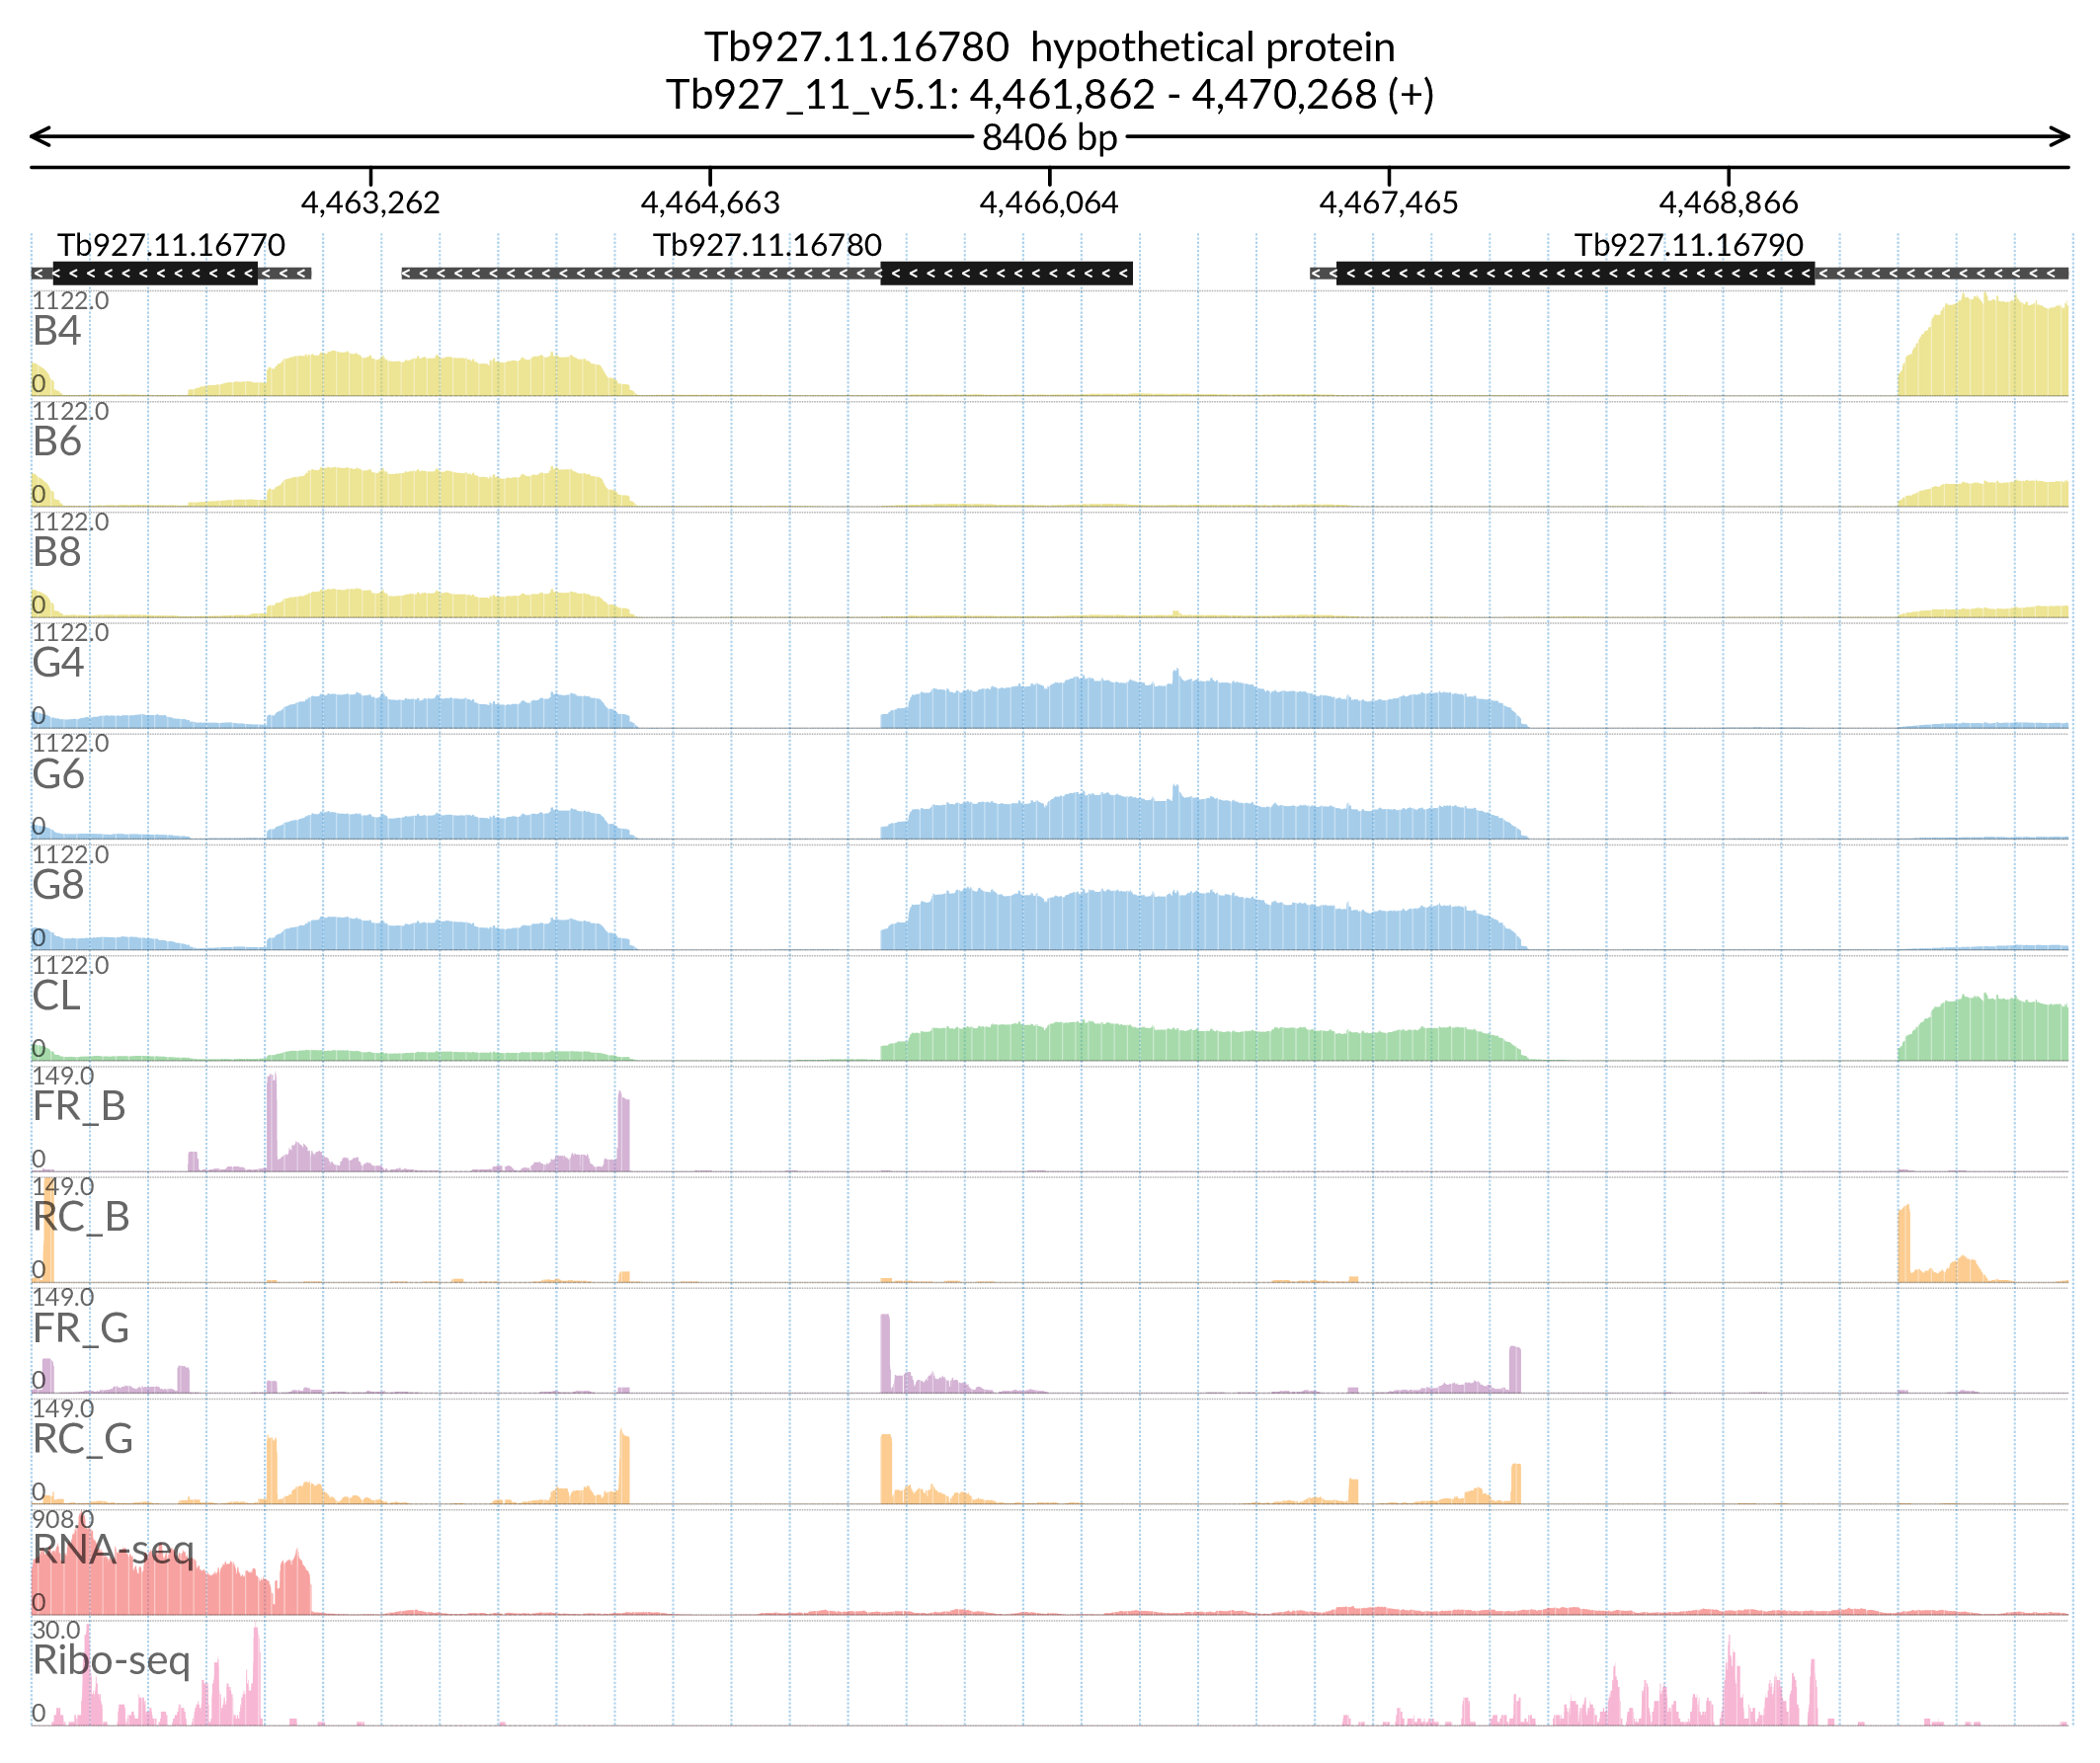 Tb927.11.16780 hypothetical protein
Tb927_11_v5.1: 4,461,862 - 4,470,268 (+)
8406 bp
4,463,262 4,464,663 4,466,064 4,467,465 4,468,866
Tb927.11.16770 Tb927.11.16780 Tb927.11.16790
1122.0
B4
0
1122.0
B6
0
1122.0
B8
0
1122.0
G4
0
1122.0
G6
0
1122.0
G8
0
1122.0
CL
0
149.0
FR_B
0
149.0
RC_B
0
149.0
FR_G
0
149.0
RC_G
0
908.0
RNA-seq
0
30.0
Ribo-seq
0